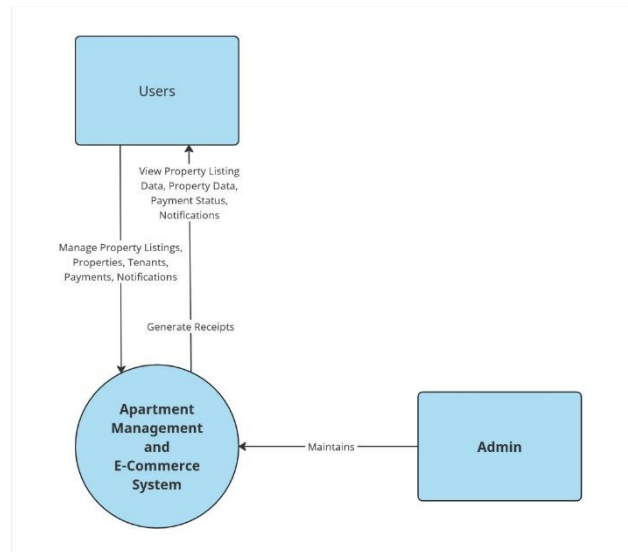 Users
View Property Listing
Data, Property Data,
Payment Status,
Notifications
Manage Property Listings,
Properties, Tenants,
Payments, Notifications
Generate Receipts
Apartment
Management
and
E-Commerce
System
Maintains
Admin